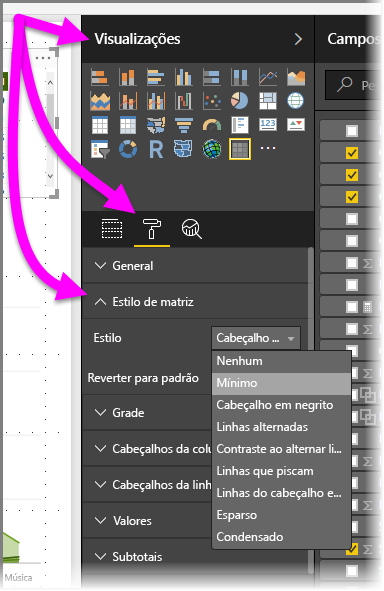 Visualizações
Campos
Pe
123
R
General
Estilo de matriz
Estilo
Cabeçalho ...
Nenhum
Reverter para padrão
Mínimo
Cabeçalho em negrito
Grade
Linhas alternadas
Cabeçalhos da colu
Contraste ao alternar li...
Linhas que piscam
Cabeçalhos da linh
Linhas do cabeçalho e...
Valores
Esparso
Condensado
Subtotais
Música